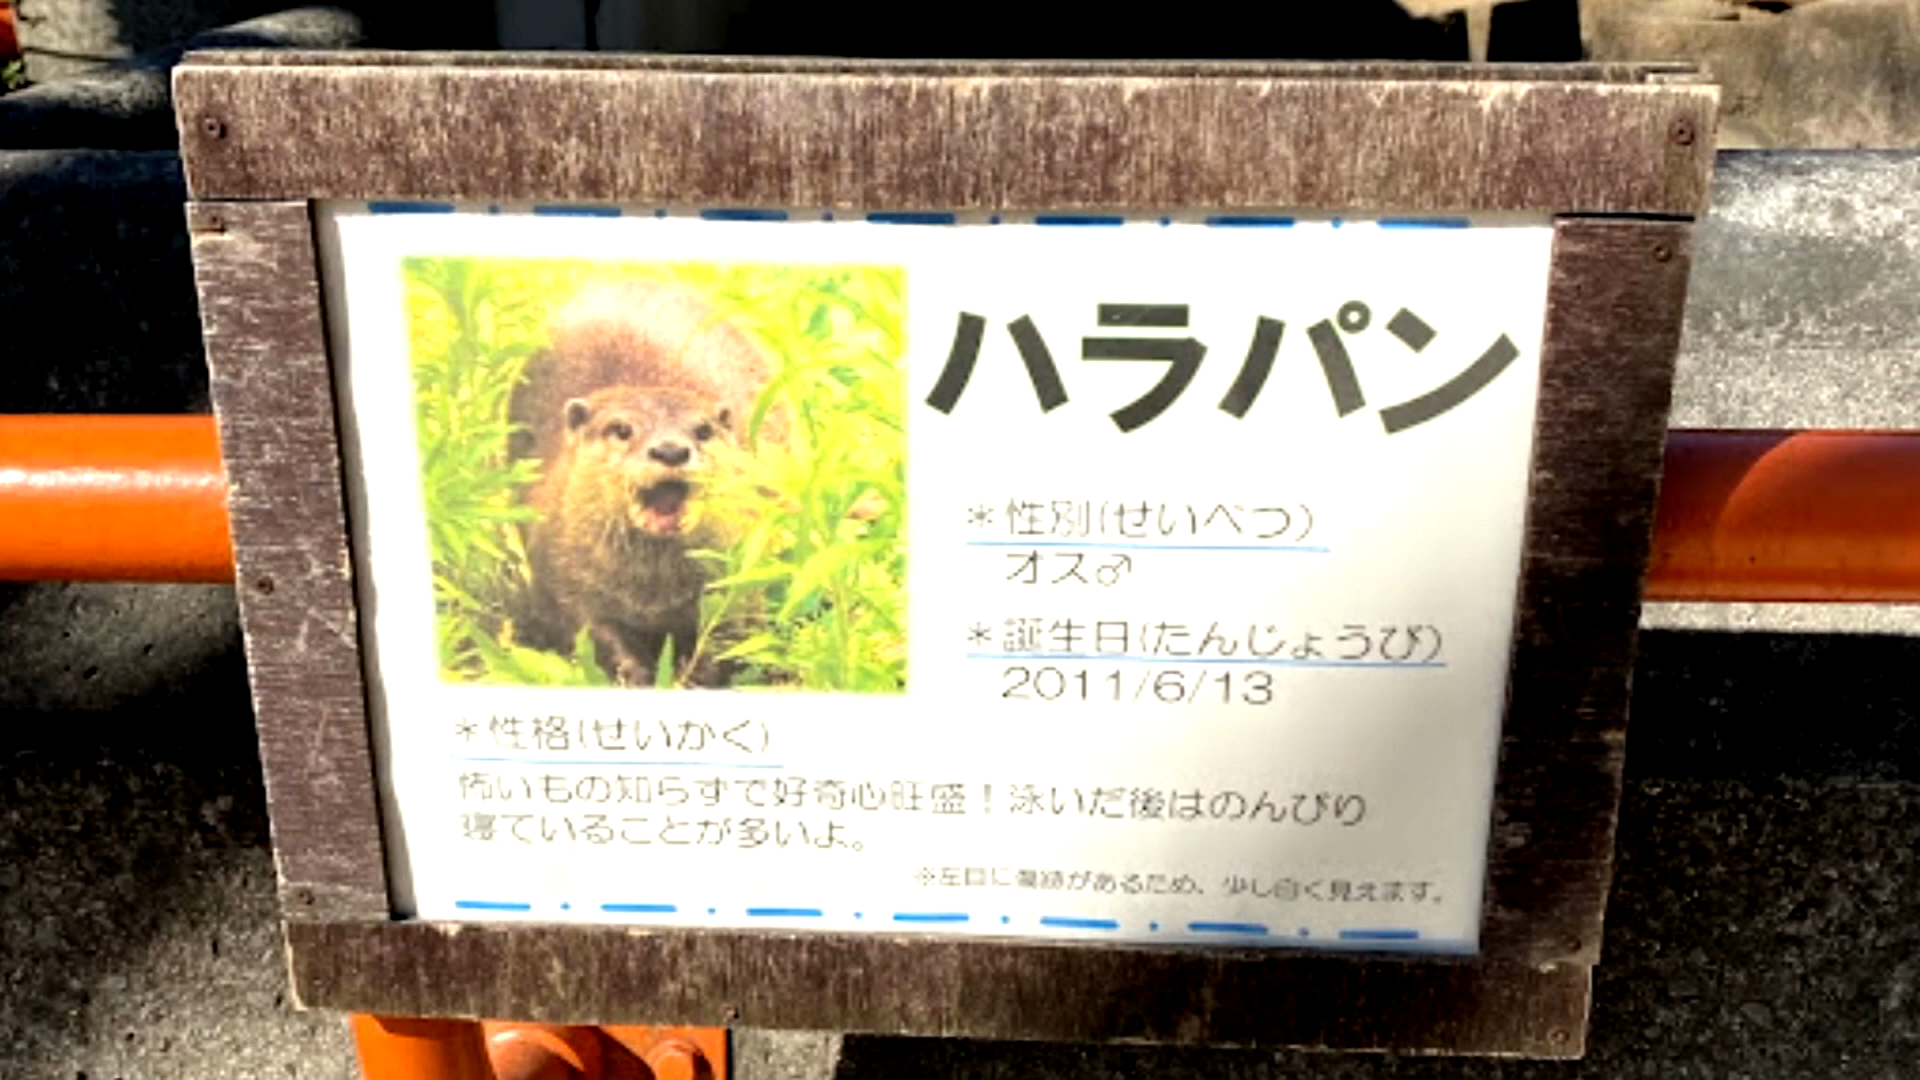 ハラパン
＊性別(せいべつ)
オス♂
＊誕生日(たんじょうび)
2011/6/13
＊性格(せいかく)
怖いもの知らずで好奇心旺盛！泳いだ後はのんびり
寝ていることが多いよ。
※左目に傷跡があるため、少し白く見えます。